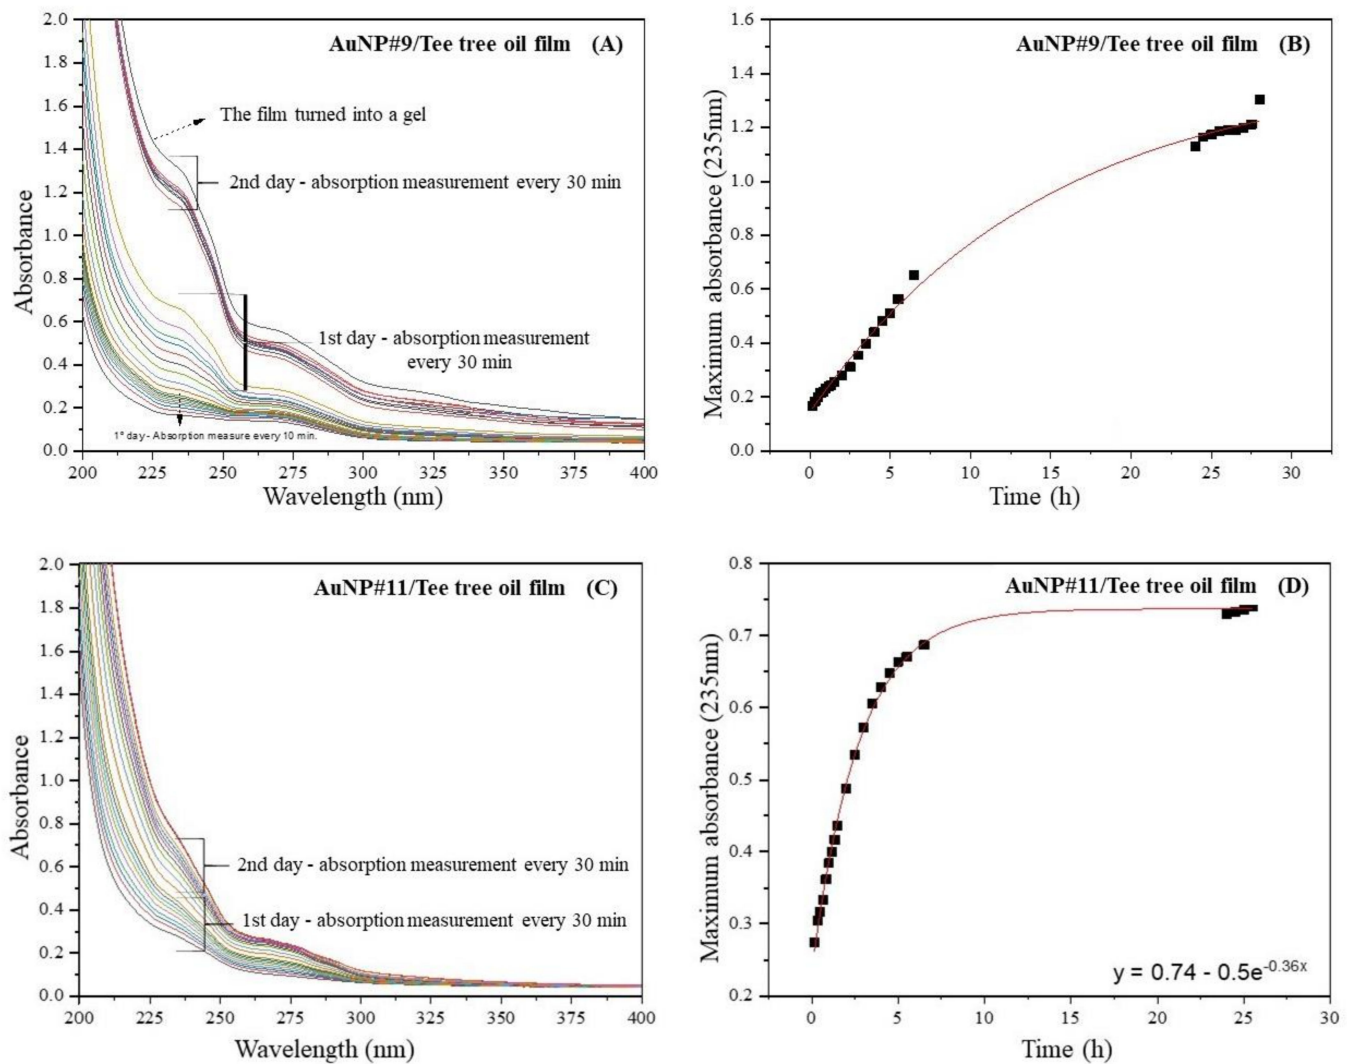 AuNP#9/Tee tree oil film (A)
Absorbance
2.0
1.8
1.6
1.4
1.2
1.0
0.8
0.6
0.4
0.2
0.0
The film turned into a gel
2nd day - absorption measurement every 30 min
1st day - absorption measurement
every 30 min
1° day - Absorption measure every 10 min.
200 225 250 275 300 325 350 375 400
Wavelength (nm)
AuNP#9/Tee tree oil film (B)
Maximum absorbance (235nm)
1.6
1.4
1.2
1.0
0.8
0.6
0.4
0.2
0.0
0 5 10 15 20 25 30
Time (h)
AuNP#11/Tee tree oil film (C)
Absorbance
2.0
1.8
1.6
1.4
1.2
1.0
0.8
0.6
0.4
0.2
0.0
2nd day - absorption measurement every 30 min
1st day - absorption measurement every 30 min
200 225 250 275 300 325 350 375 400
Wavelength (nm)
AuNP#11/Tee tree oil film (D)
Maximum absorbance (235nm)
0.8
0.7
0.6
0.5
0.4
0.3
0.2
y = 0.74 - 0.5e^-0.36x
0 5 10 15 20 25 30
Time (h)